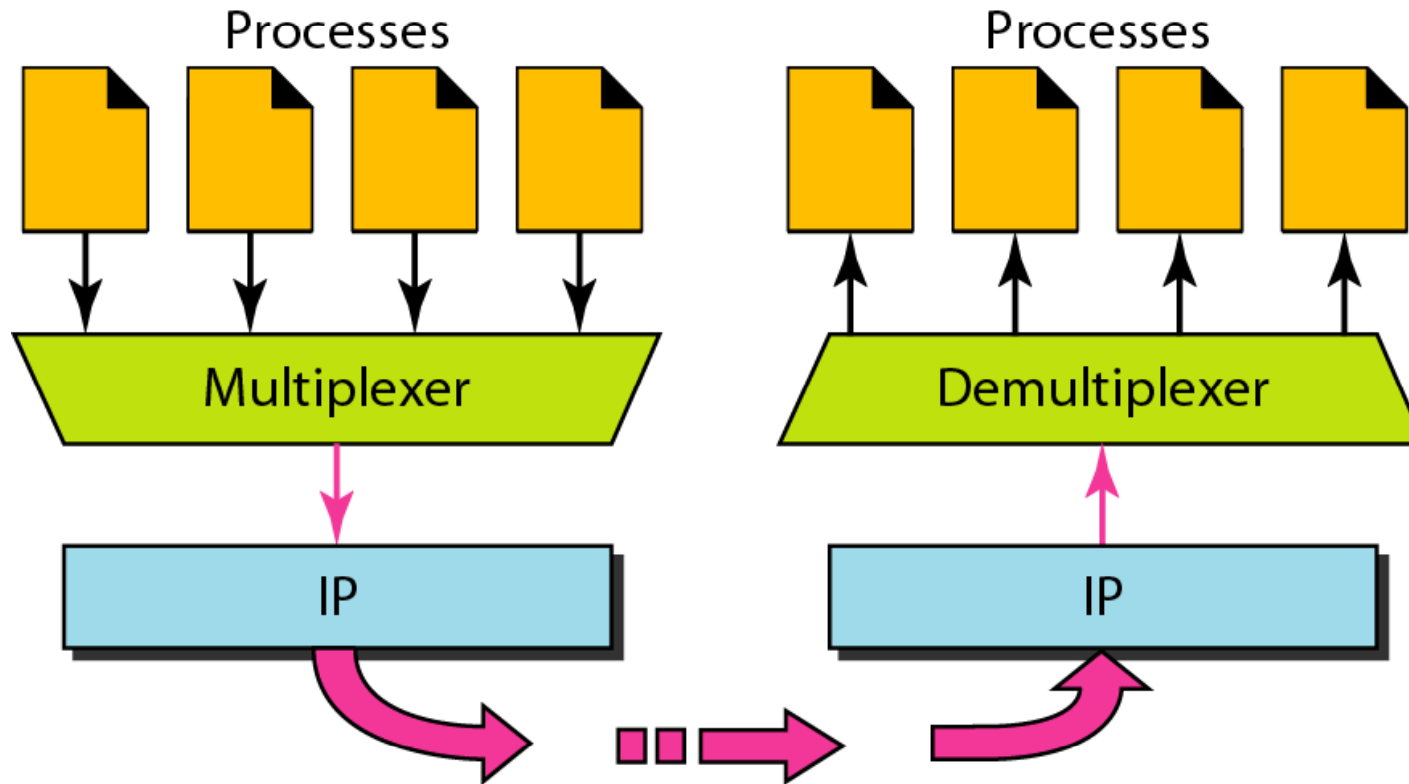 Processes
Processes
Multiplexer
Demultiplexer
IP
IP